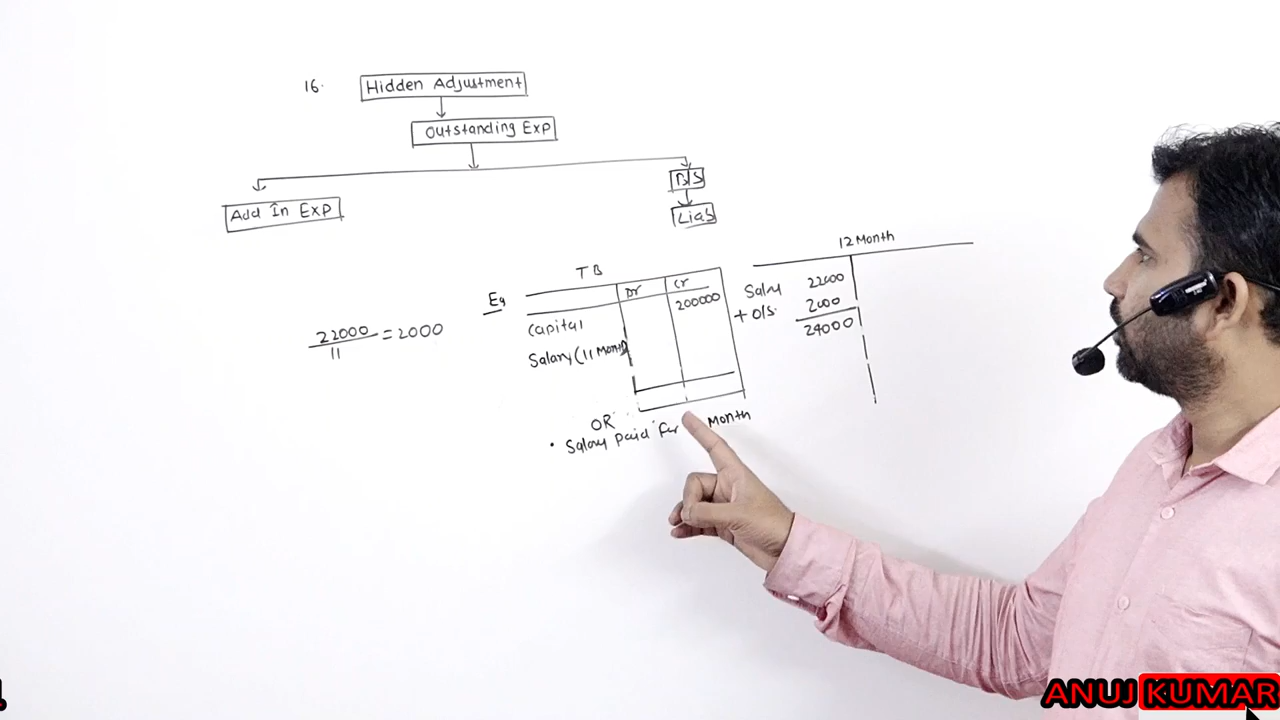 16. Hidden Adjustment
Outstanding Exp
Add In Exp
B/S
Liab
12 Month
T B
Eg
Dr Cr
Capital 200000
Salary (11 Month)
Salary 22000
+ O/S. 2000
24000
22000/11 = 2000
OR
• Salary paid for Month
ANUJ KUMAR